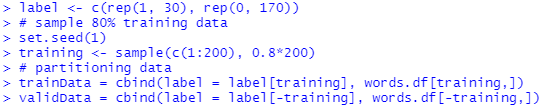 > label <- c(rep(1, 30), rep(0, 170))
> # sample 80% training data
> set.seed(1)
> training <- sample(c(1:200), 0.8*200)
> # partitioning data
> trainData = cbind(label = label[training], words.df[training,])
> validData = cbind(label = label[-training], words.df[-training,])